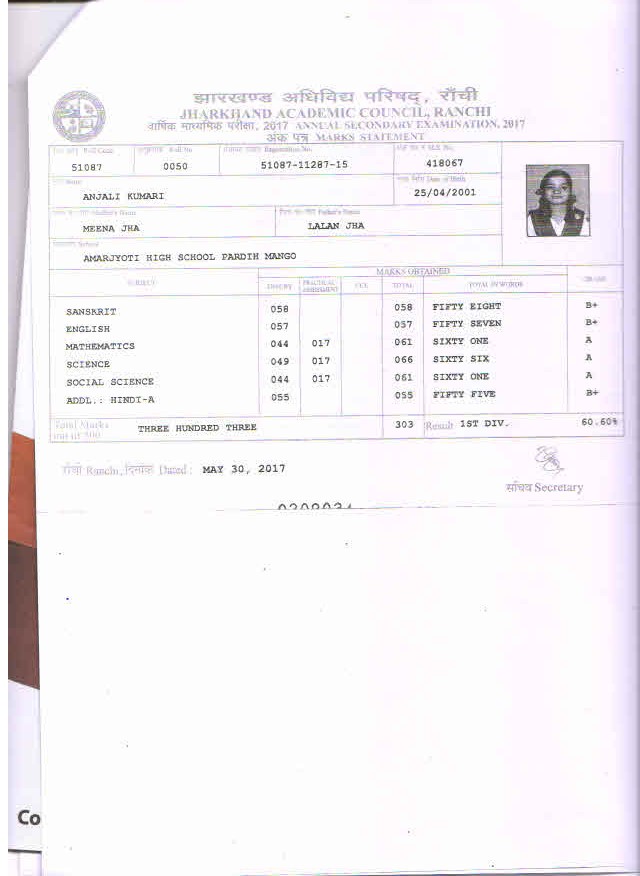 झारखण्ड अधिविद्य परिषद्, राँची
JHARKHAND ACADEMIC COUNCIL, RANCHI
वार्षिक माध्यमिक परीक्षा, 2017 ANNUAL SECONDARY EXAMINATION, 2017
अंक पत्र MARKS STATEMENT
Roll Code Roll No Registration No. No.
51087 0050 51087-11287-15 418067
Name Date of Birth
ANJALI KUMARI 25/04/2001
Mother's Name Father's Name
MEENA JHA LALAN JHA
School
AMARJYOTI HIGH SCHOOL PARDIH MANGO
MARKS OBTAINED
SUBJECT THEORY PRACTICAL/ASSESSMENT TOTAL TOTAL IN WORDS GRADE
SANSKRIT 058 058 FIFTY EIGHT B+
ENGLISH 057 057 FIFTY SEVEN B+
MATHEMATICS 044 017 061 SIXTY ONE A
SCIENCE 049 017 066 SIXTY SIX A
SOCIAL SCIENCE 044 017 061 SIXTY ONE A
ADDL.: HINDI-A 055 055 FIFTY FIVE B+
Total Marks THREE HUNDRED THREE 303 Result 1ST DIV. 60.60%
out of 500
राँची Ranchi, दिनांक Dated : MAY 30, 2017
सचिव Secretary
Co